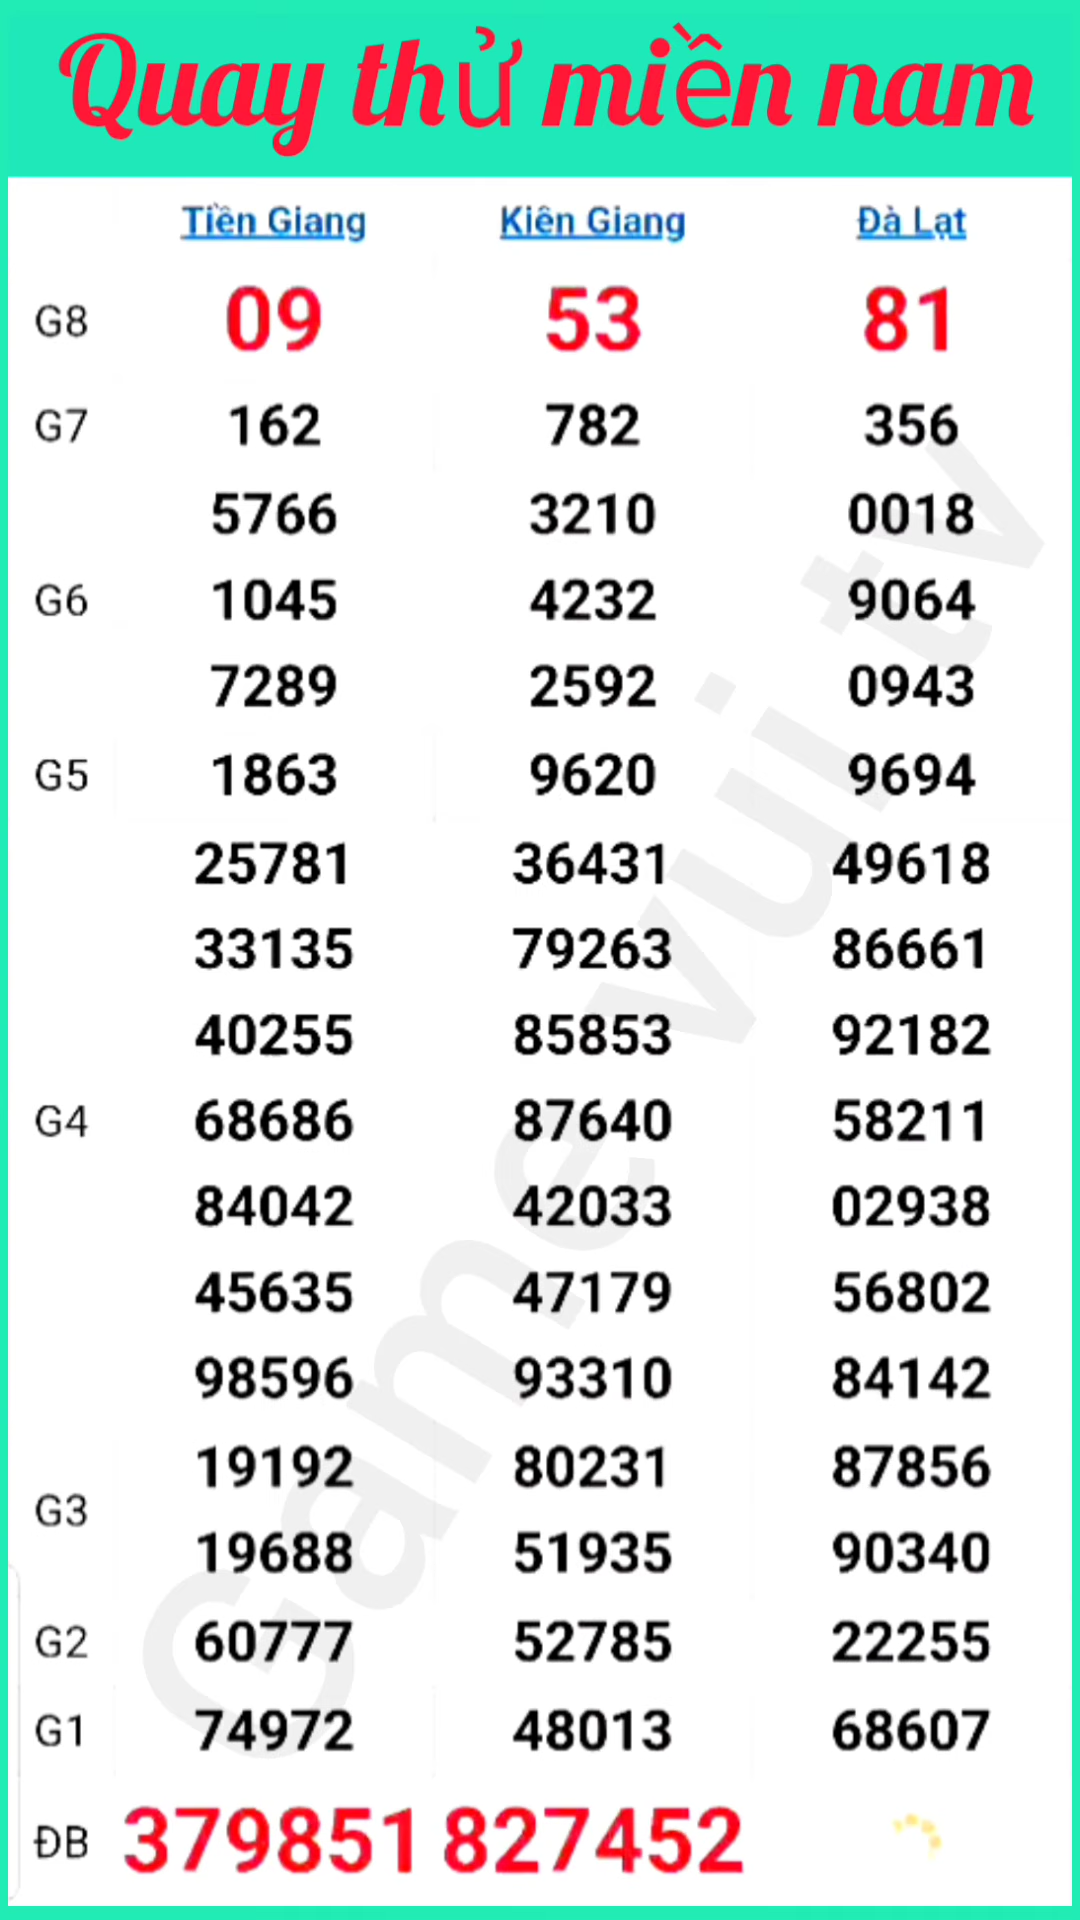 Quay thử miền nam
Tiền Giang Kiên Giang Đà Lạt
G8 09 53 81
G7 162 782 356
5766 3210 0018
G6 1045 4232 9064
7289 2592 0943
G5 1863 9620 9694
25781 36431 49618
33135 79263 86661
40255 85853 92182
G4 68686 87640 58211
84042 42033 02938
45635 47179 56802
98596 93310 84142
19192 80231 87856
G3
19688 51935 90340
G2 60777 52785 22255
G1 74972 48013 68607
ĐB 379851 827452
Game vui tv